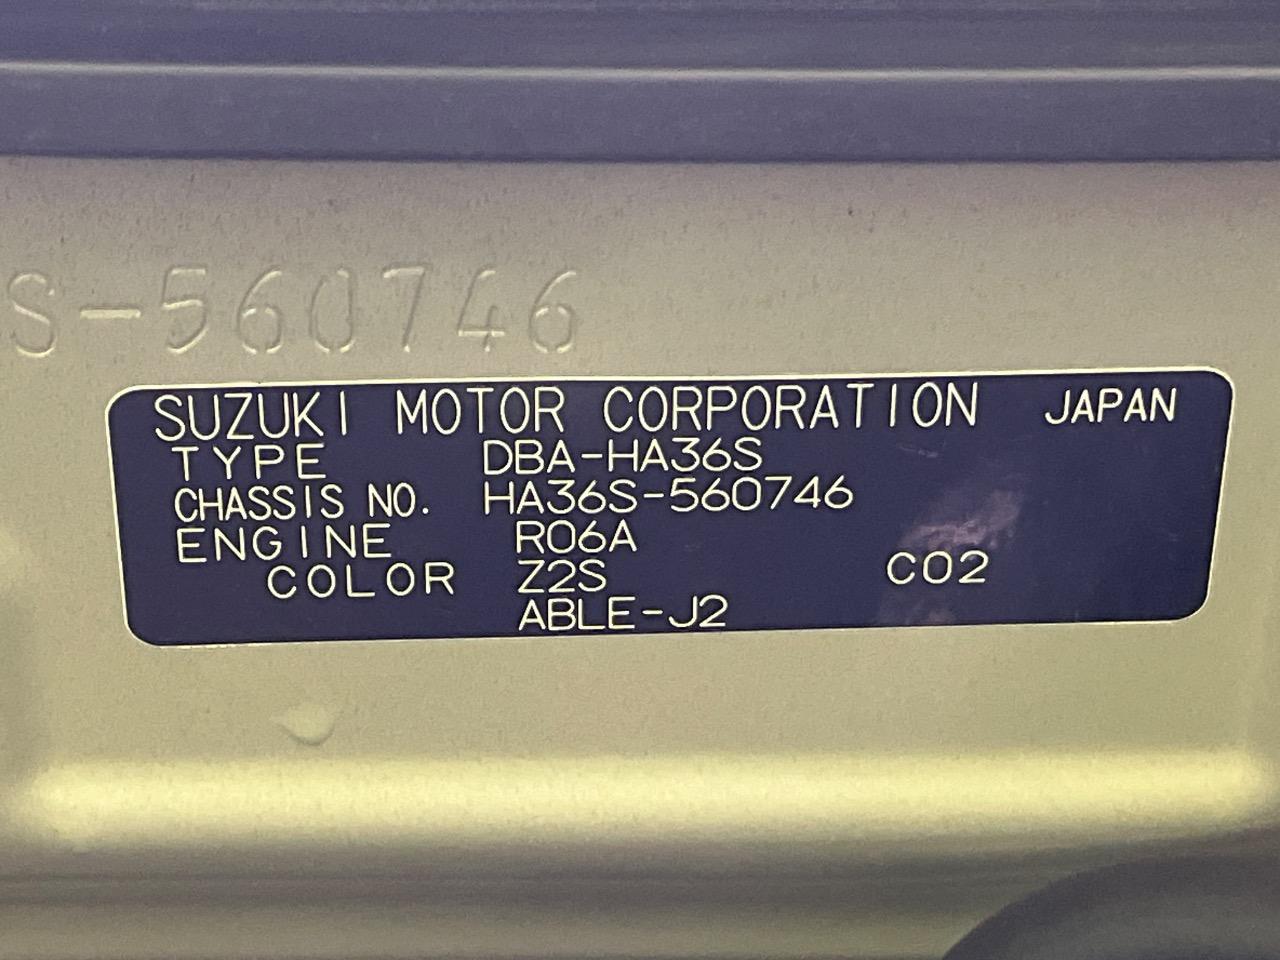 S-560746
SUZUKI MOTOR CORPORATION JAPAN
TYPE DBA-HA36S
CHASSIS NO. HA36S-560746
ENGINE R06A
COLOR Z2S C02
ABLE-J2